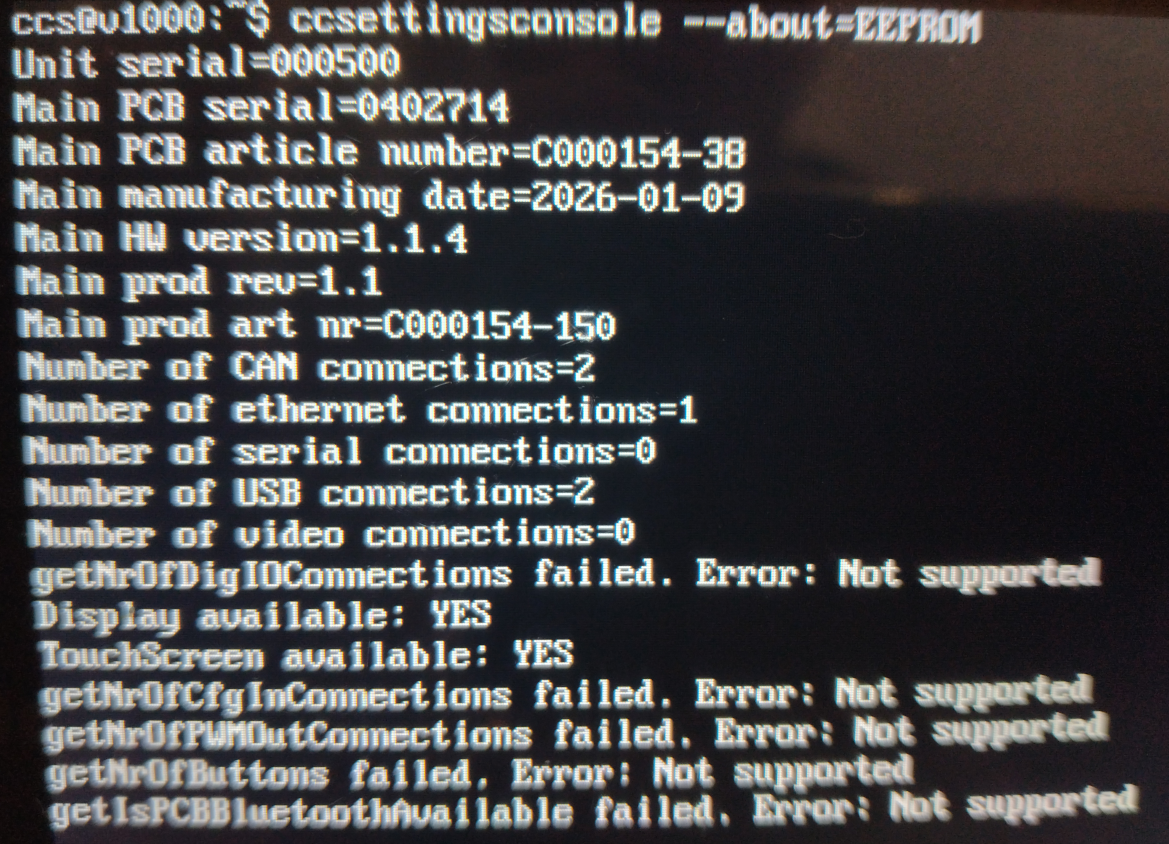 ccs@v1000:~$ ccsettingsconsole --about=EEPROM
Unit serial=000500
Main PCB serial=0402714
Main PCB article number=C000154-38
Main manufacturing date=2026-01-09
Main HW version=1.1.4
Main prod rev=1.1
Main prod art nr=C000154-150
Number of CAN connections=2
Number of ethernet connections=1
Number of serial connections=0
Number of USB connections=2
Number of video connections=0
getNrOfDigIOConnections failed. Error: Not supported
Display available: YES
TouchScreen available: YES
getNrOfCfgInConnections failed. Error: Not supported
getNrOfPWMOutConnections failed. Error: Not supported
getNrOfButtons failed. Error: Not supported
getIsPCBBluetoothAvailable failed. Error: Not supported